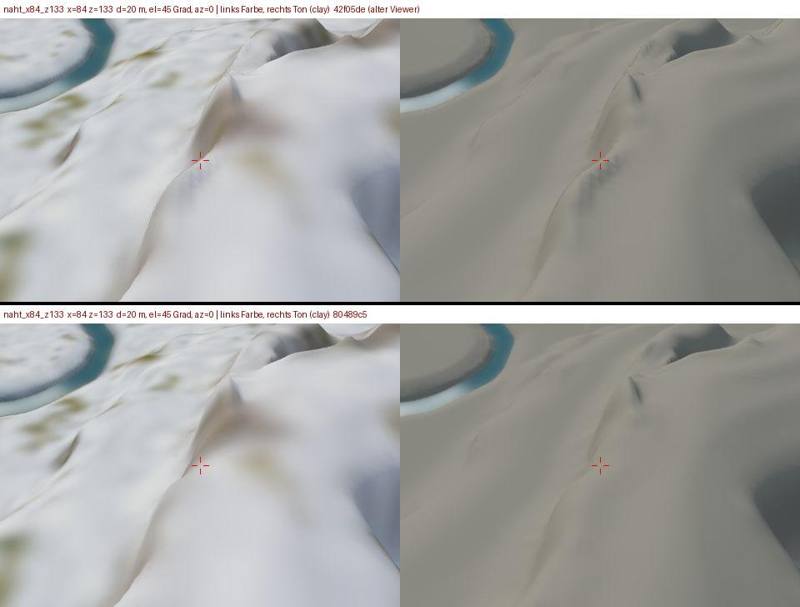 naht_x84_z133 x=84 z=133 d=20 m, el=45 Grad, az=0 | links Farbe, rechts Ton (clay) 42f05de (alter Viewer)
naht_x84_z133 x=84 z=133 d=20 m, el=45 Grad, az=0 | links Farbe, rechts Ton (clay) 80489c5